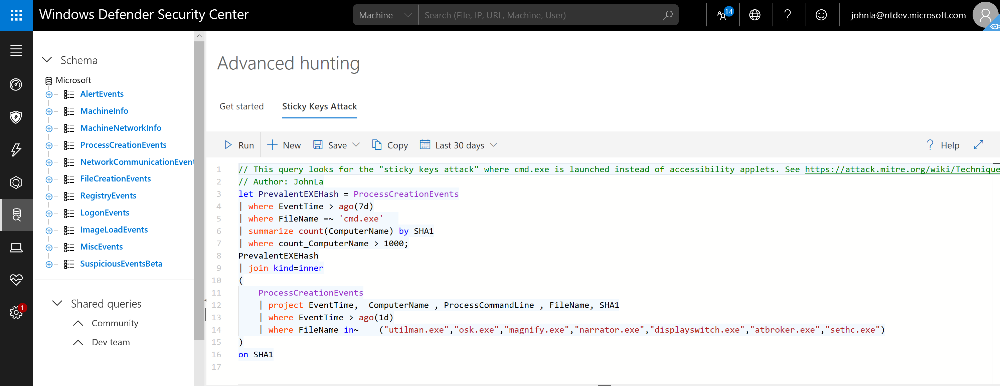 Windows Defender Security Center
Machine
Search (File, IP, URL, Machine, User)
14
?
johnla@ntdev.microsoft.com
Schema
Microsoft
AlertEvents
MachineInfo
MachineNetworkInfo
ProcessCreationEvents
NetworkCommunicationEvent
FileCreationEvents
RegistryEvents
LogonEvents
ImageLoadEvents
MiscEvents
SuspiciousEventsBeta
Shared queries
Community
Dev team
1
Advanced hunting
Get started Sticky Keys Attack
Run New Save Copy Last 30 days ? Help
1 // This query looks for the "sticky keys attack" where cmd.exe is launched instead of accessibility applets. See https://attack.mitre.org/wiki/Technique
2 // Author: JohnLa
3 let PrevalentEXEHash = ProcessCreationEvents
4 | where EventTime > ago(7d)
5 | where FileName =~ 'cmd.exe'
6 | summarize count(ComputerName) by SHA1
7 | where count_ComputerName > 1000;
8 PrevalentEXEHash
9 | join kind=inner
10 (
11 ProcessCreationEvents
12 | project EventTime, ComputerName , ProcessCommandLine , FileName, SHA1
13 | where EventTime > ago(1d)
14 | where FileName in~ ("utilman.exe","osk.exe","magnify.exe","narrator.exe","displayswitch.exe","atbroker.exe","sethc.exe")
15 )
16 on SHA1
17